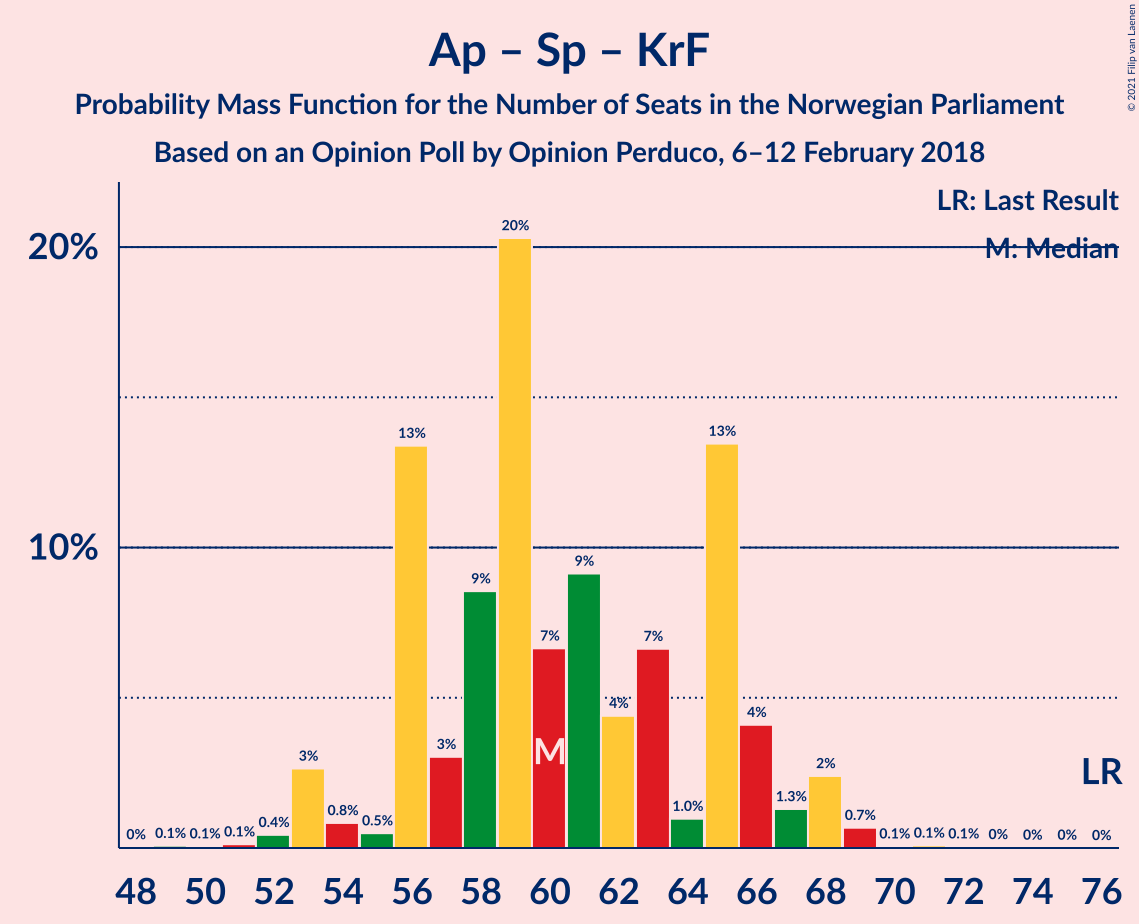 Ap – Sp – KrF
Probability Mass Function for the Number of Seats in the Norwegian Parliament
Based on an Opinion Poll by Opinion Perduco, 6–12 February 2018
© 2021 Filip van Laenen
LR: Last Result
M: Median
20%
10%
0% 0.1% 0.1% 0.1% 0.4% 3% 0.8% 0.5% 13% 3% 9% 20% 7% 9% 4% 7% 1.0% 13% 4% 1.3% 2% 0.7% 0.1% 0.1% 0.1% 0% 0% 0% 0%
M
LR
48 50 52 54 56 58 60 62 64 66 68 70 72 74 76